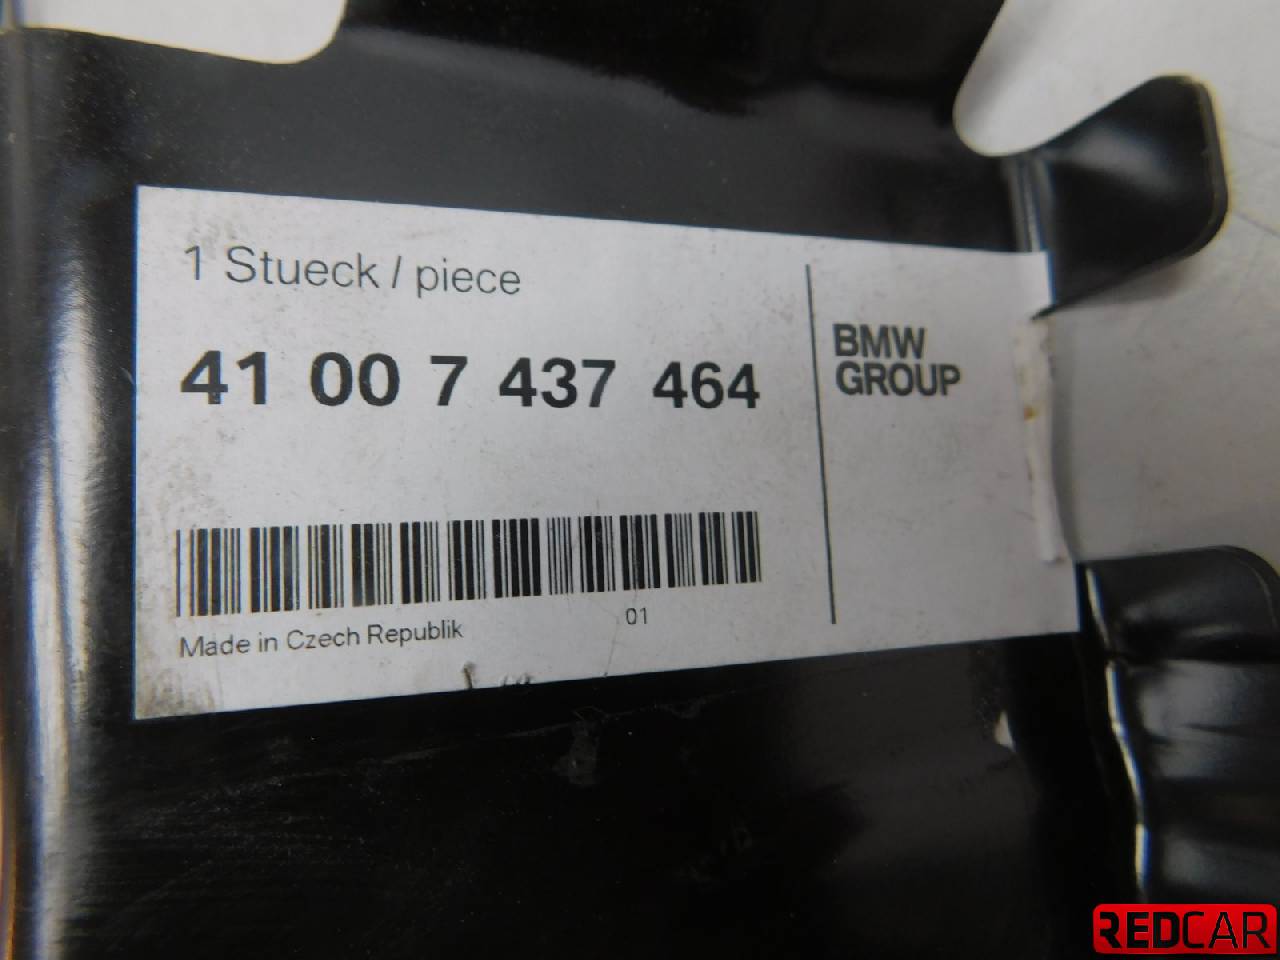 1 Stueck / piece
41 00 7 437 464
BMW
GROUP
Made in Czech Republik
01
REDCAR